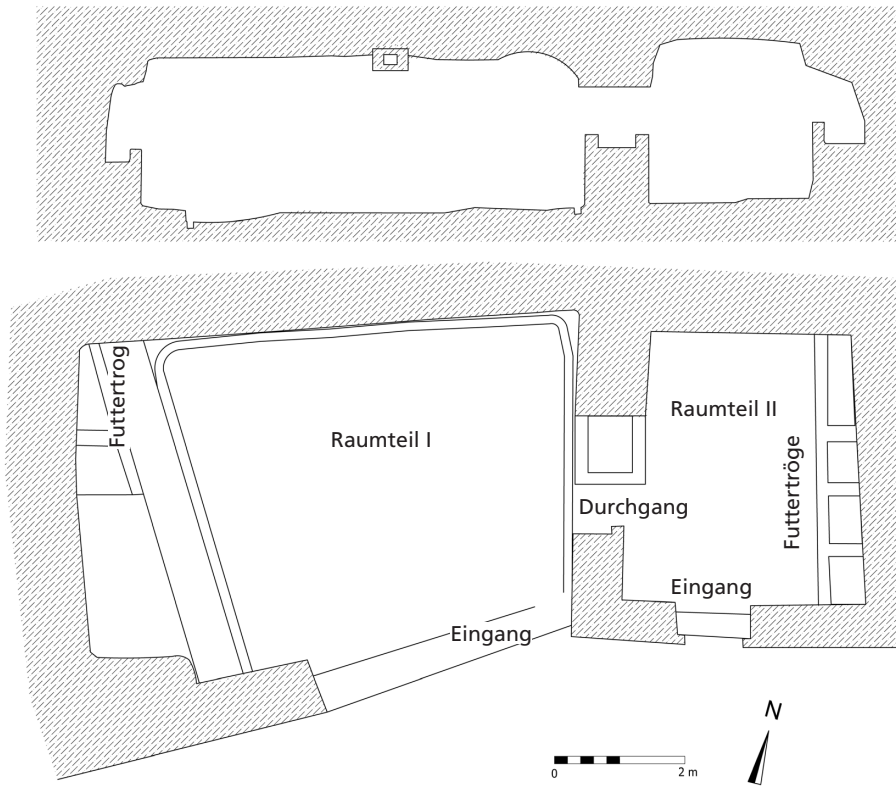 Futtertrog
Raumteil I
Raumteil II
Futtertröge
Durchgang
Eingang
Eingang
N
0 2 m